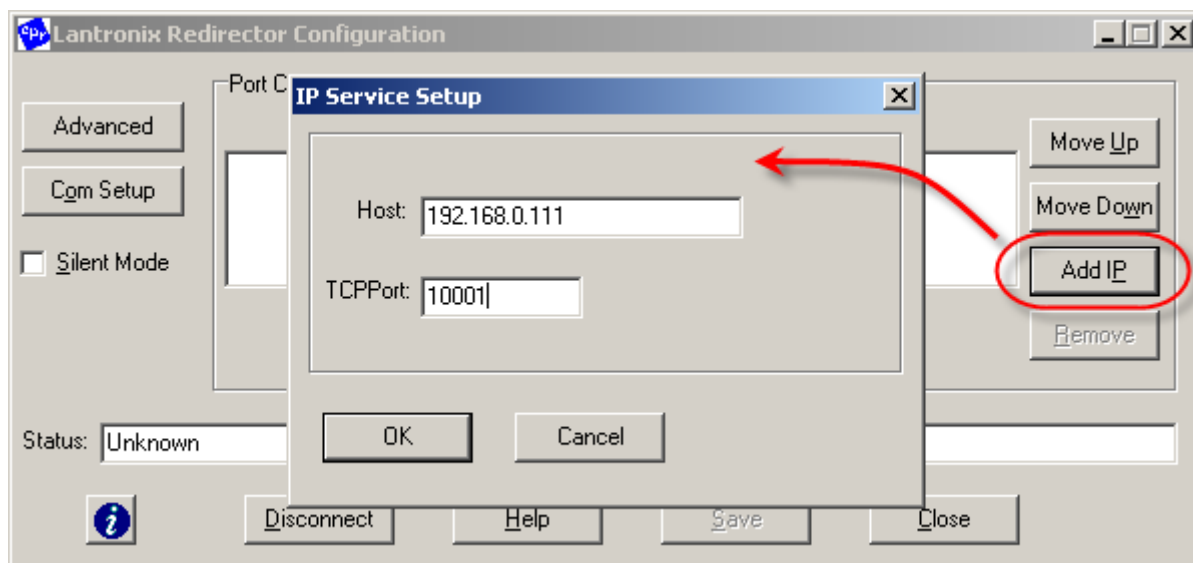 cpr Lantronix Redirector Configuration
Port C
IP Service Setup
Advanced
Com Setup
Silent Mode
Host: 192.168.0.111
TCPPort: 10001
OK
Cancel
Move Up
Move Down
Add IP
Remove
Status: Unknown
i
Disconnect
Help
Save
Close